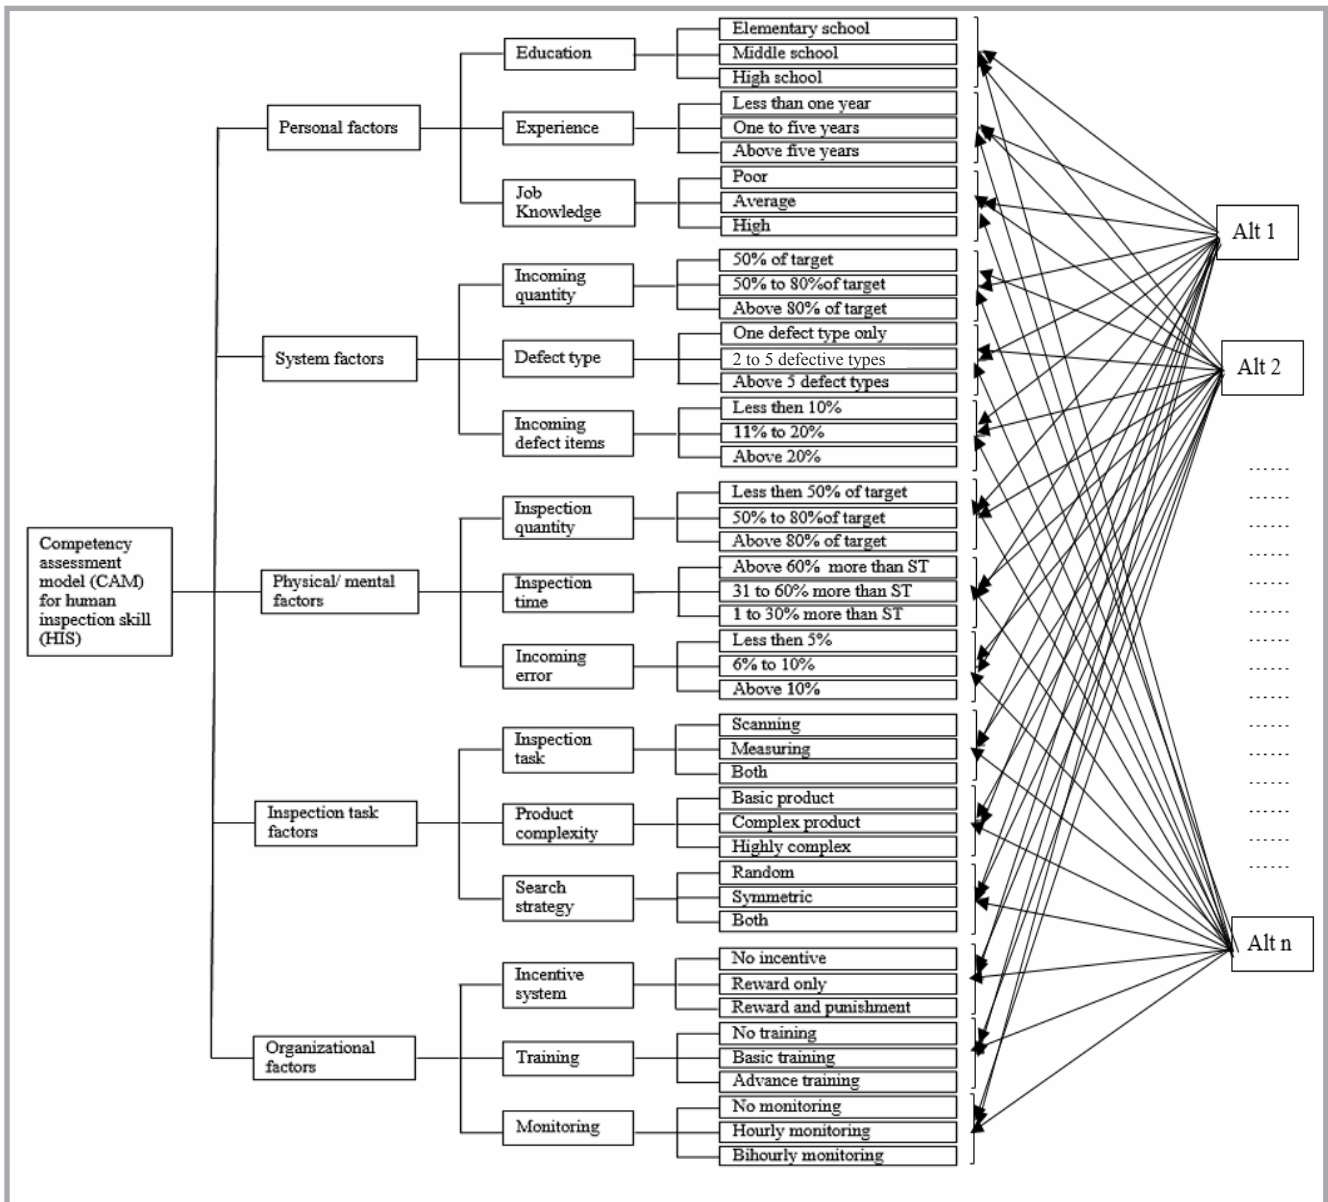 Competency
assessment
model (CAM)
for human
inspection skill
(HIS)
Personal factors
Education
Elementary school
Middle school
High school
Experience
Less than one year
One to five years
Above five years
Job
Knowledge
Poor
Average
High
System factors
Incoming
quantity
50% of target
50% to 80%of target
Above 80% of target
Defect type
One defect type only
2 to 5 defective types
Above 5 defect types
Incoming
defect items
Less then 10%
11% to 20%
Above 20%
Physical/ mental
factors
Inspection
quantity
Less then 50% of target
50% to 80%of target
Above 80% of target
Inspection
time
Above 60% more than ST
31 to 60% more than ST
1 to 30% more than ST
Incoming
error
Less then 5%
6% to 10%
Above 10%
Inspection task
factors
Inspection
task
Scanning
Measuring
Both
Product
complexity
Basic product
Complex product
Highly complex
Search
strategy
Random
Symmetric
Both
Organizational
factors
Incentive
system
No incentive
Reward only
Reward and punishment
Training
No training
Basic training
Advance training
Monitoring
No monitoring
Hourly monitoring
Bihourly monitoring
Alt 1
Alt 2
Alt n